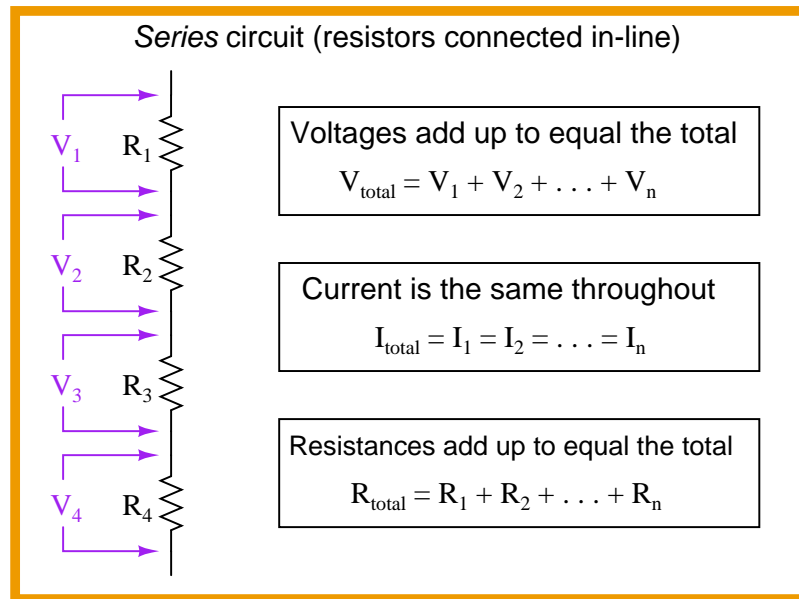 Series circuit (resistors connected in-line)
V1
R1
V2
R2
V3
R3
V4
R4
Voltages add up to equal the total
Vtotal = V1 + V2 + . . . + Vn
Current is the same throughout
Itotal = I1 = I2 = . . . = In
Resistances add up to equal the total
Rtotal = R1 + R2 + . . . + Rn